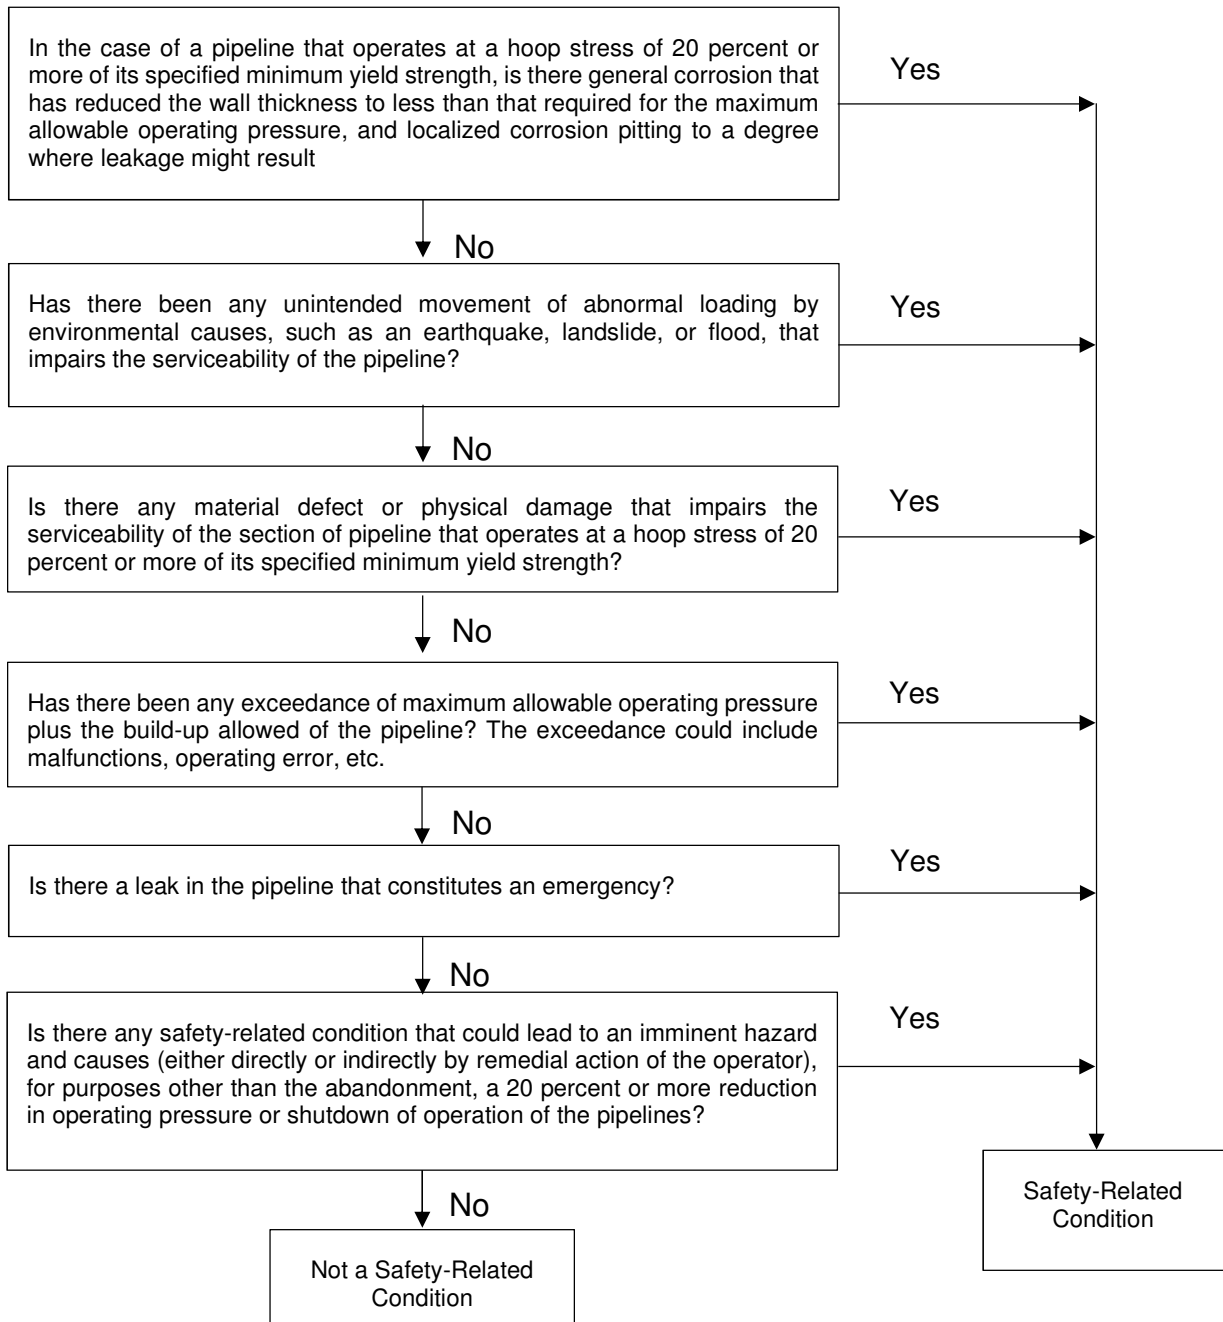 In the case of a pipeline that operates at a hoop stress of 20 percent or
more of its specified minimum yield strength, is there general corrosion that
has reduced the wall thickness to less than that required for the maximum
allowable operating pressure, and localized corrosion pitting to a degree
where leakage might result
Yes
No
Has there been any unintended movement of abnormal loading by
environmental causes, such as an earthquake, landslide, or flood, that
impairs the serviceability of the pipeline?
Yes
No
Is there any material defect or physical damage that impairs the
serviceability of the section of pipeline that operates at a hoop stress of 20
percent or more of its specified minimum yield strength?
Yes
No
Has there been any exceedance of maximum allowable operating pressure
plus the build-up allowed of the pipeline? The exceedance could include
malfunctions, operating error, etc.
Yes
No
Is there a leak in the pipeline that constitutes an emergency?
Yes
No
Is there any safety-related condition that could lead to an imminent hazard
and causes (either directly or indirectly by remedial action of the operator),
for purposes other than the abandonment, a 20 percent or more reduction
in operating pressure or shutdown of operation of the pipelines?
Yes
No
Safety-Related
Condition
Not a Safety-Related
Condition